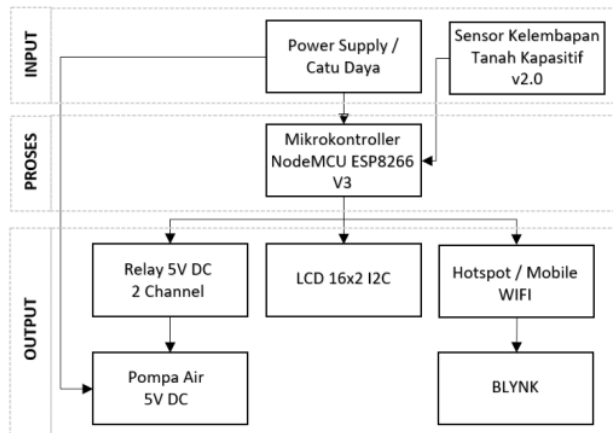 INPUT
Power Supply /
Catu Daya
Sensor Kelembapan
Tanah Kapasitif
v2.0
PROSES
Mikrokontroller
NodeMCU ESP8266
V3
OUTPUT
Relay 5V DC
2 Channel
LCD 16x2 I2C
Hotspot / Mobile
WIFI
Pompa Air
5V DC
BLYNK